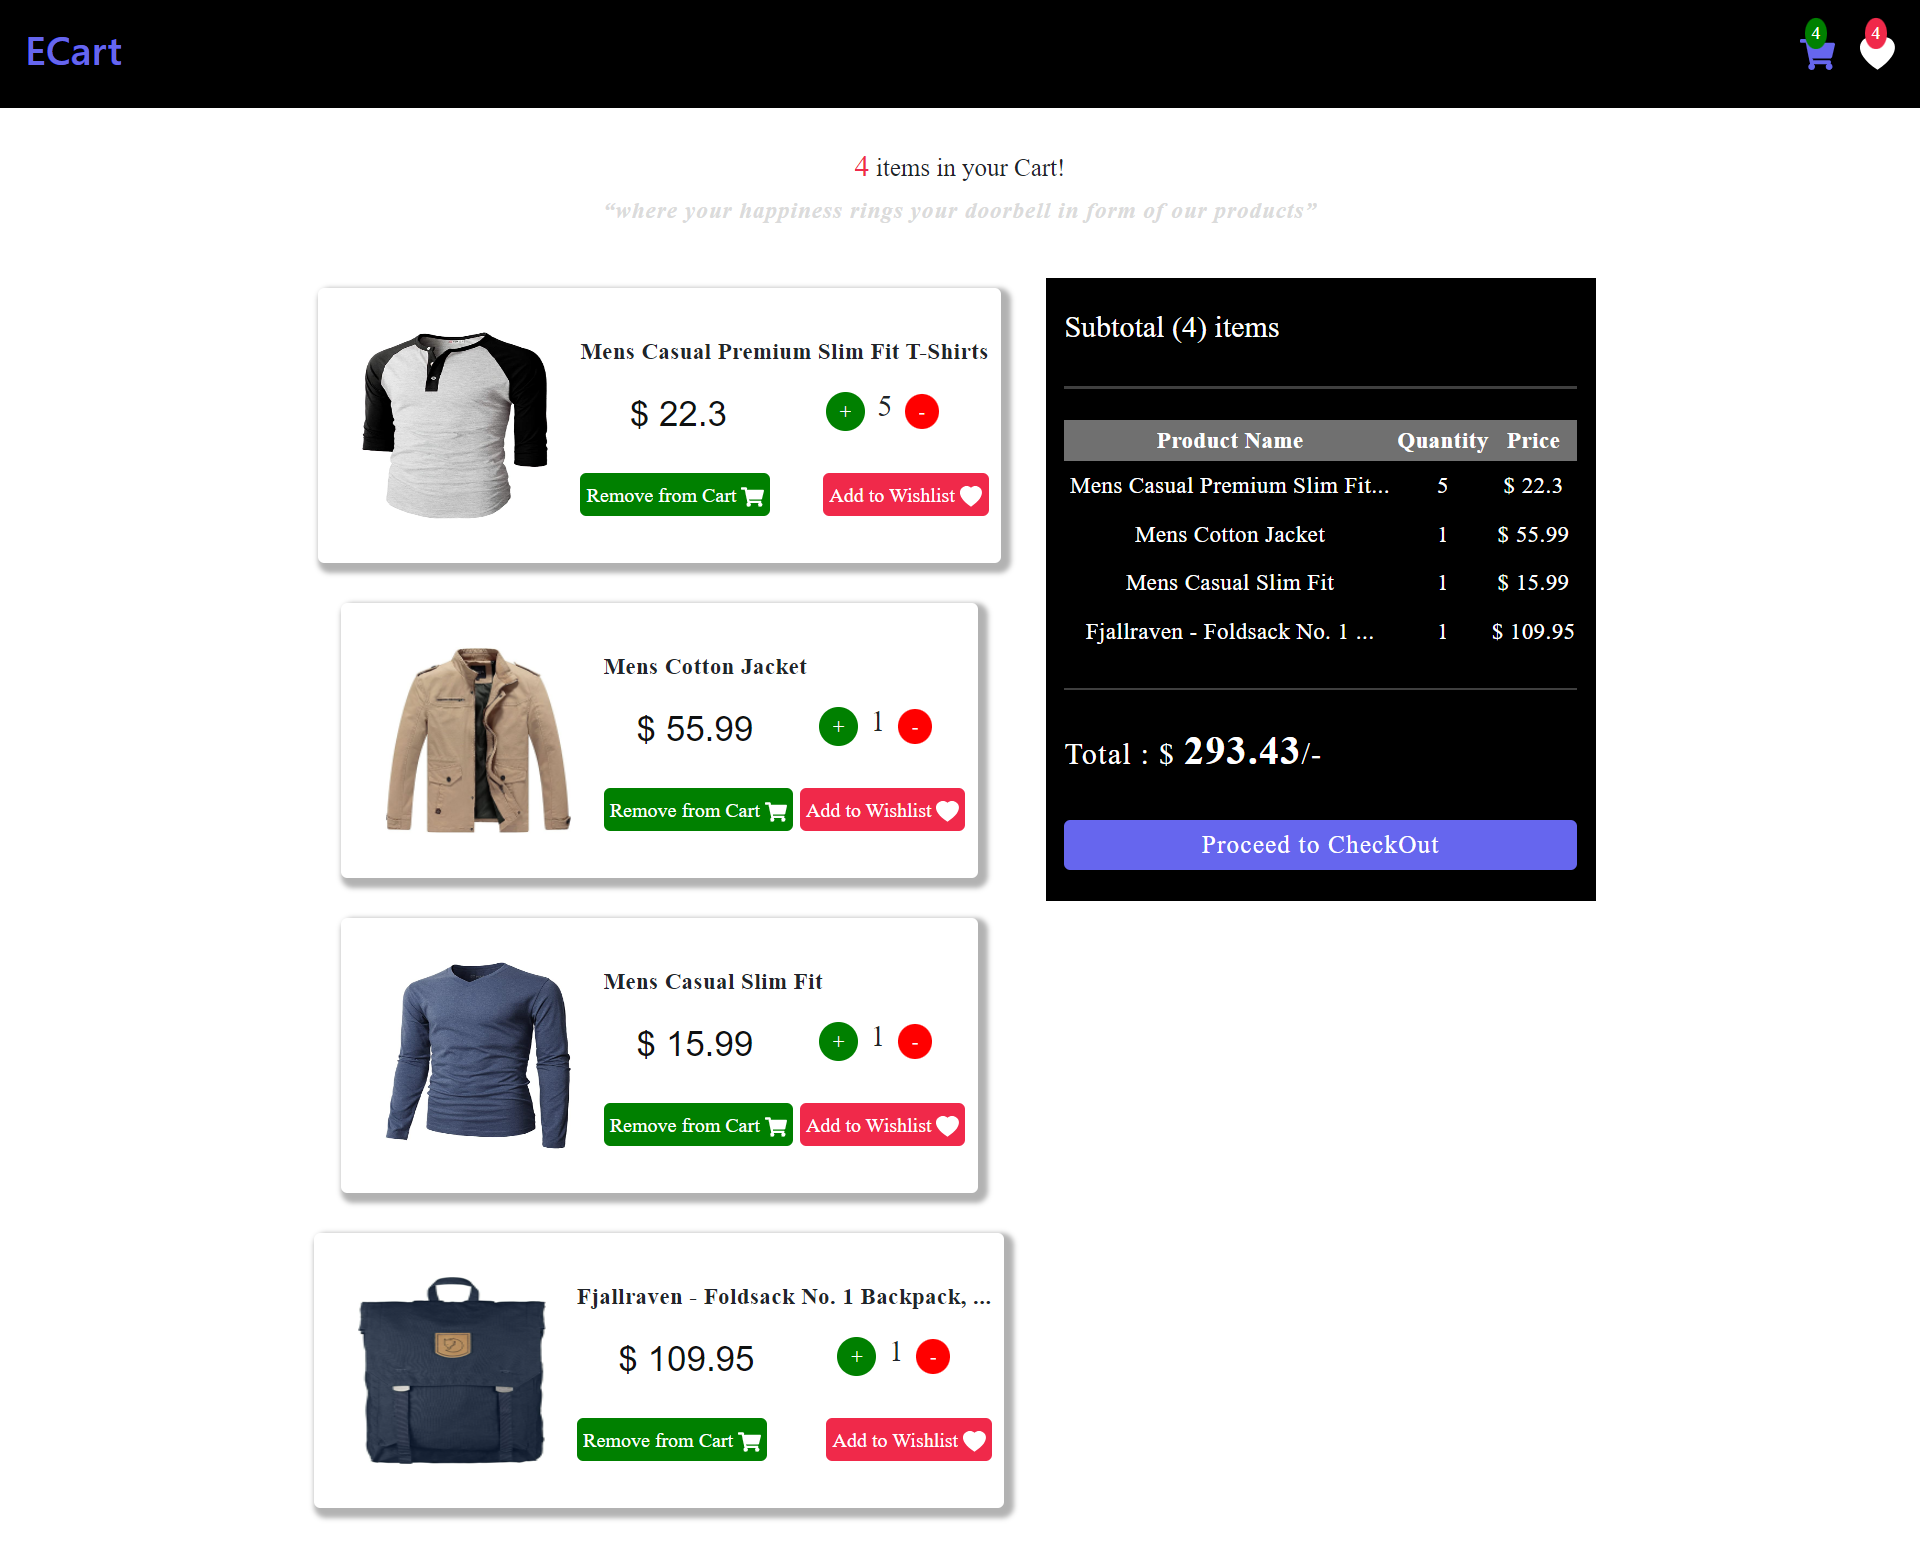 ECart
4
4
4 items in your Cart!
“where your happiness rings your doorbell in form of our products”
Mens Casual Premium Slim Fit T-Shirts
$ 22.3
+ 5 -
Remove from Cart
Add to Wishlist
Mens Cotton Jacket
$ 55.99
+ 1 -
Remove from Cart
Add to Wishlist
Mens Casual Slim Fit
$ 15.99
+ 1 -
Remove from Cart
Add to Wishlist
Fjallraven - Foldsack No. 1 Backpack, ...
$ 109.95
+ 1 -
Remove from Cart
Add to Wishlist
Subtotal (4) items
Product Name Quantity Price
Mens Casual Premium Slim Fit... 5 $ 22.3
Mens Cotton Jacket 1 $ 55.99
Mens Casual Slim Fit 1 $ 15.99
Fjallraven - Foldsack No. 1 ... 1 $ 109.95
Total : $ 293.43/-
Proceed to CheckOut